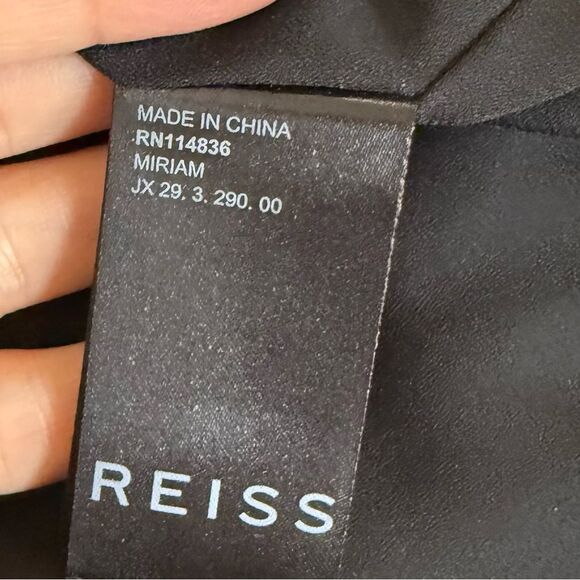 MADE IN CHINA
RN114836
MIRIAM
JX 29. 3. 290. 00
REISS